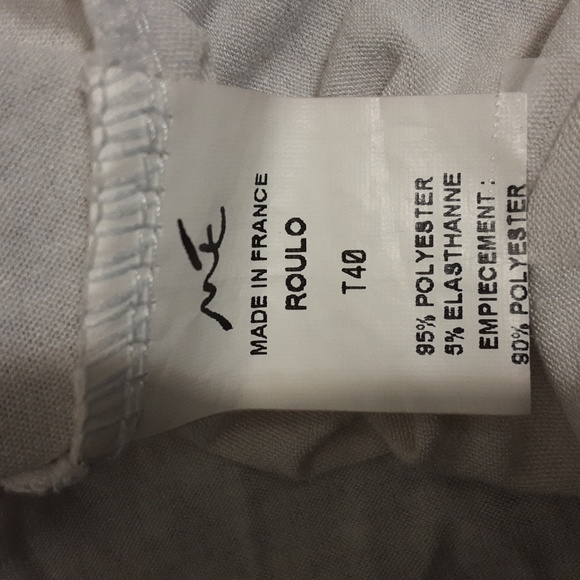 MADE IN FRANCE
ROULO
T40
95% POLYESTER
5% ELASTHANNE
EMPIECEMENT :
90% POLYESTER